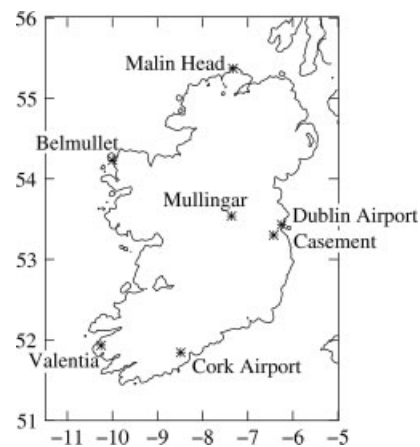 56
Malin Head
55
Belmullet
54
Mullingar
Dublin Airport
Casement
53
52
Valentia
Cork Airport
51
−11 −10 −9 −8 −7 −6 −5